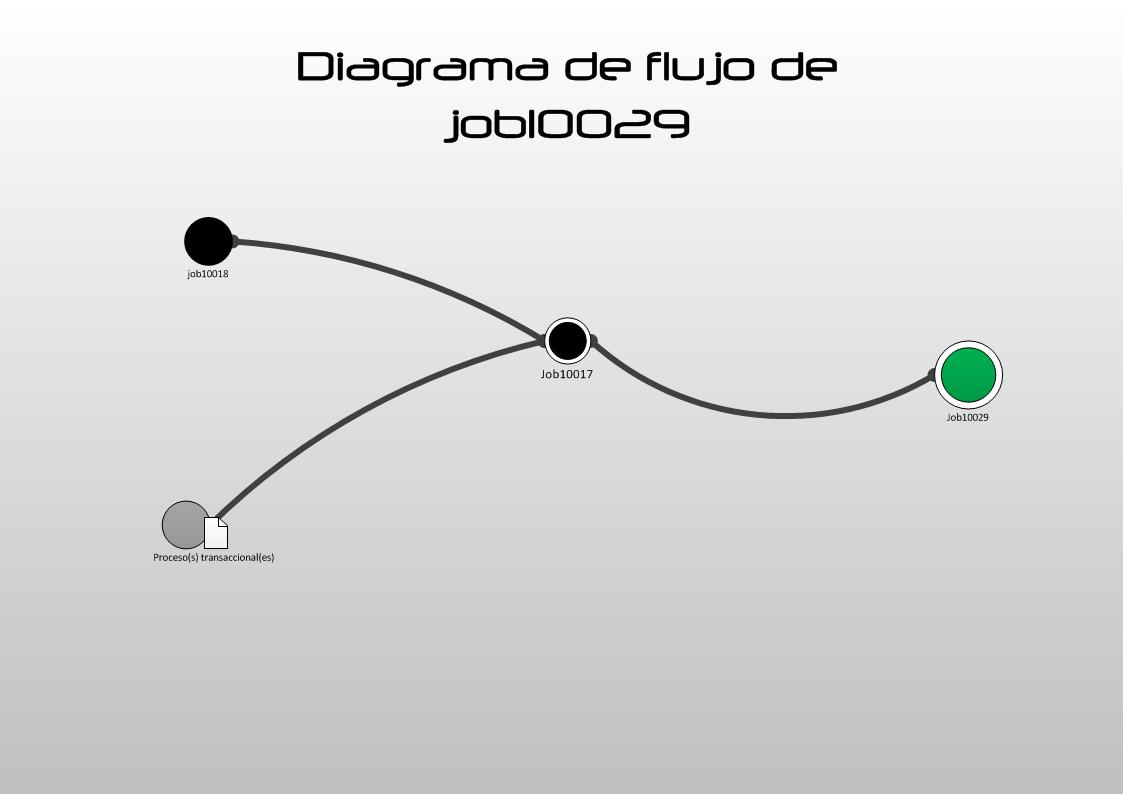 Diagrama de flujo de
job10029
job10018
Job10017
Job10029
Proceso(s) transaccional(es)